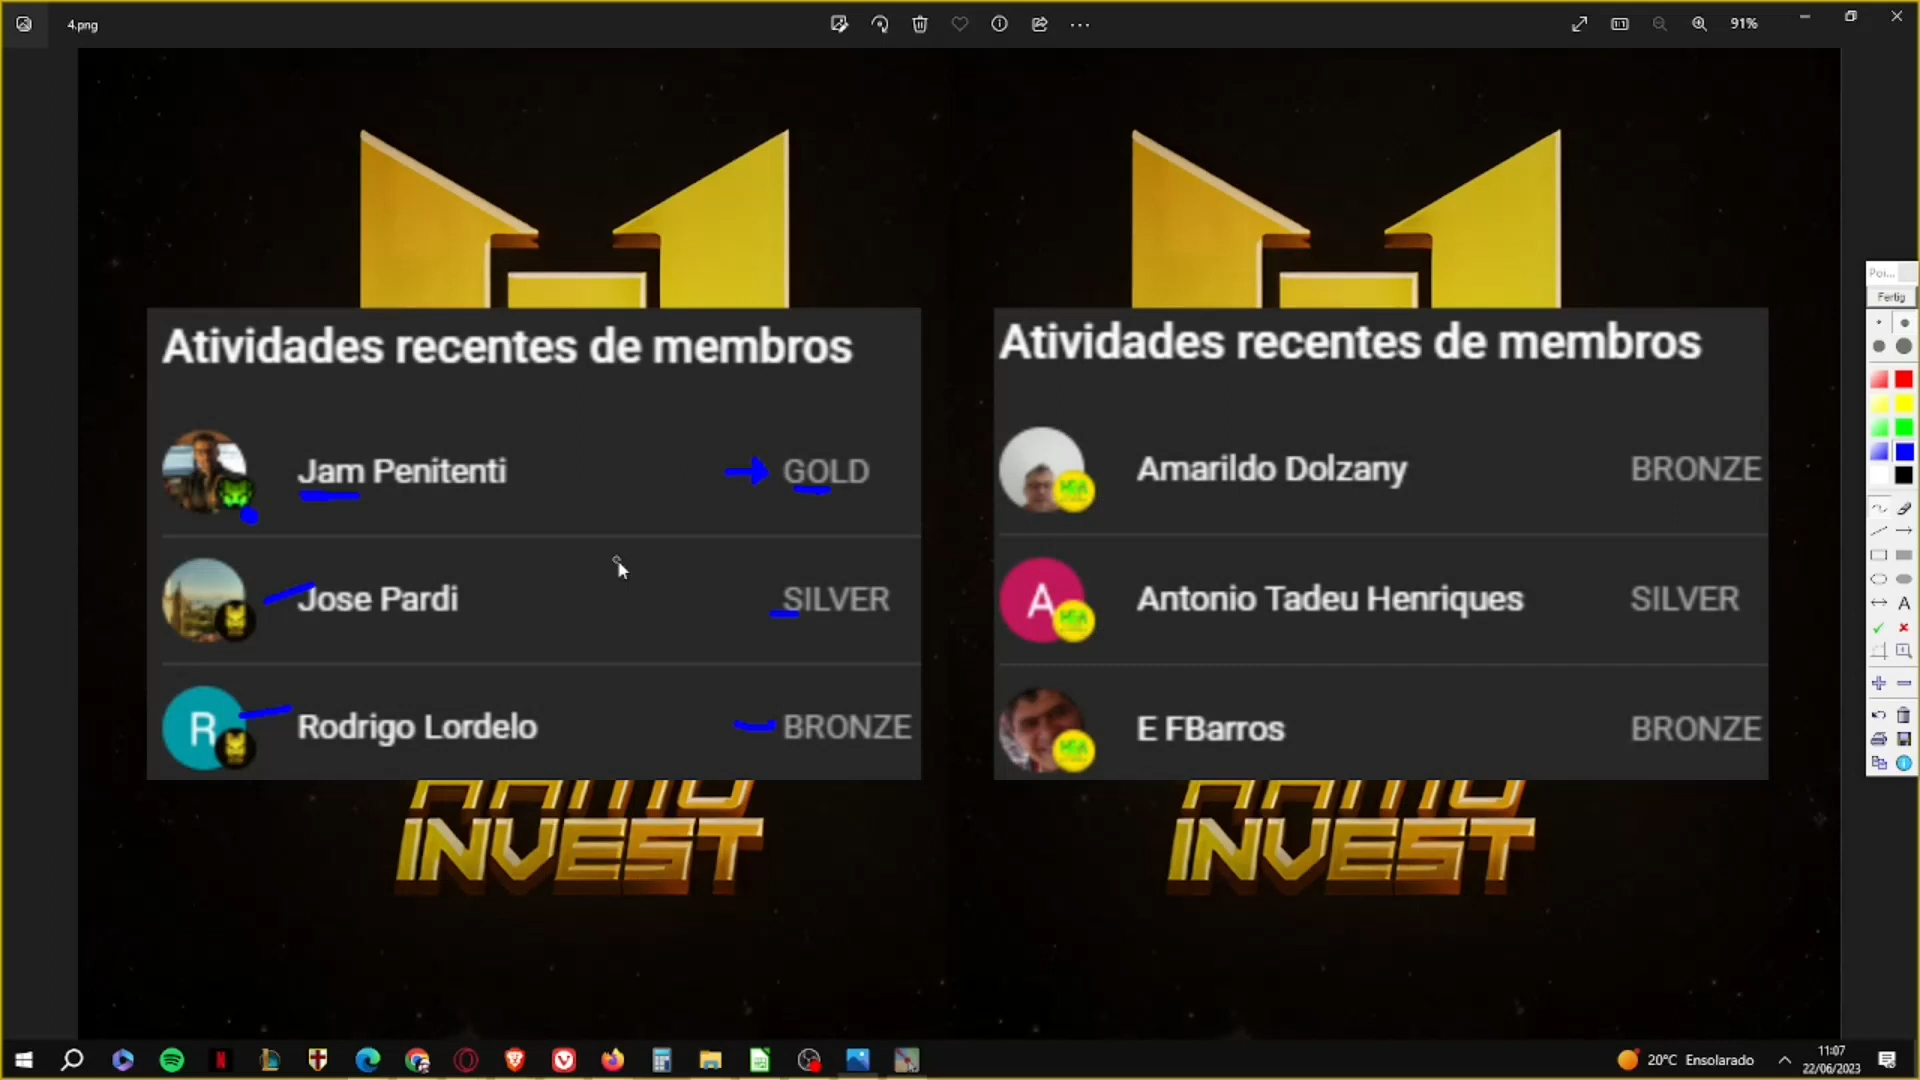 4.png
91%
Atividades recentes de membros
Jam Penitenti GOLD
Jose Pardi SILVER
R Rodrigo Lordelo BRONZE
INVEST
Atividades recentes de membros
Amarildo Dolzany BRONZE
A Antonio Tadeu Henriques SILVER
E FBarros BRONZE
INVEST
Poi...
Fertig
A
20°C Ensolarado
11:07
22/06/2023